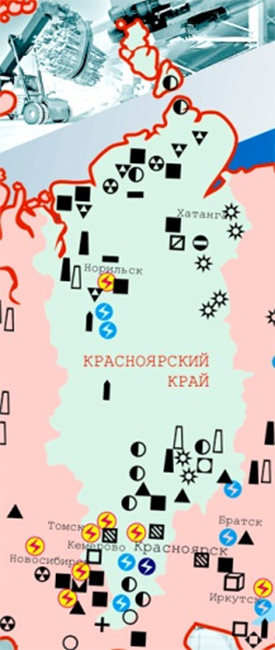 Хатанга
Норильск
КРАСНОЯРСКИЙ
КРАЙ
Томск
Братск
Кемерово
Красноярск
Новосибирск
Иркутск